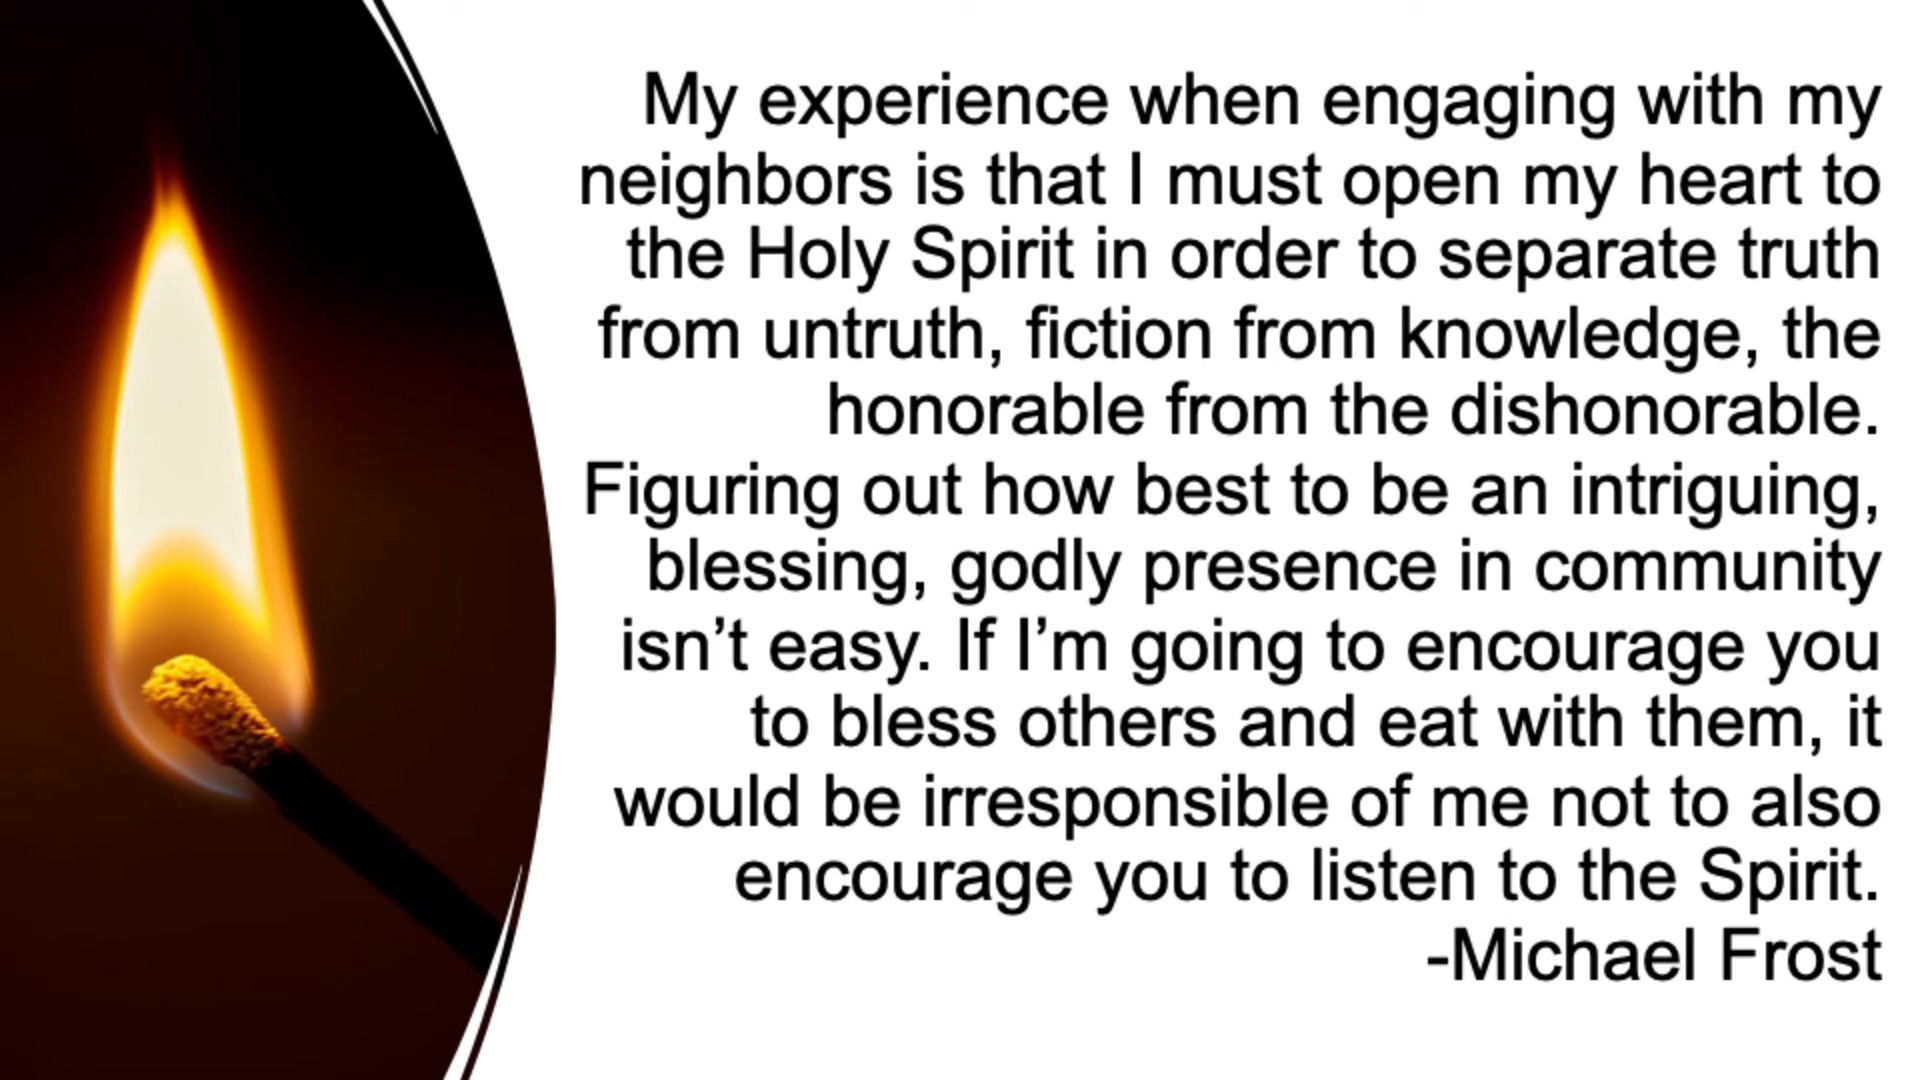 My experience when engaging with my
neighbors is that I must open my heart to
the Holy Spirit in order to separate truth
from untruth, fiction from knowledge, the
honorable from the dishonorable.
Figuring out how best to be an intriguing,
blessing, godly presence in community
isn’t easy. If I’m going to encourage you
to bless others and eat with them, it
would be irresponsible of me not to also
encourage you to listen to the Spirit.
-Michael Frost